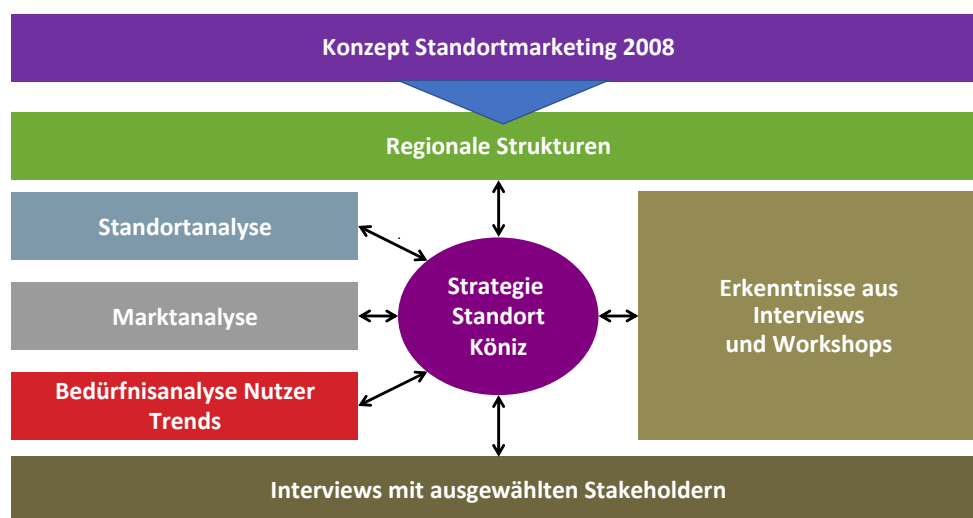 Konzept Standortmarketing 2008
Regionale Strukturen
Standortanalyse
Marktanalyse
Bedürfnisanalyse Nutzer
Trends
Strategie
Standort
Köniz
Erkenntnisse aus
Interviews
und Workshops
Interviews mit ausgewählten Stakeholdern